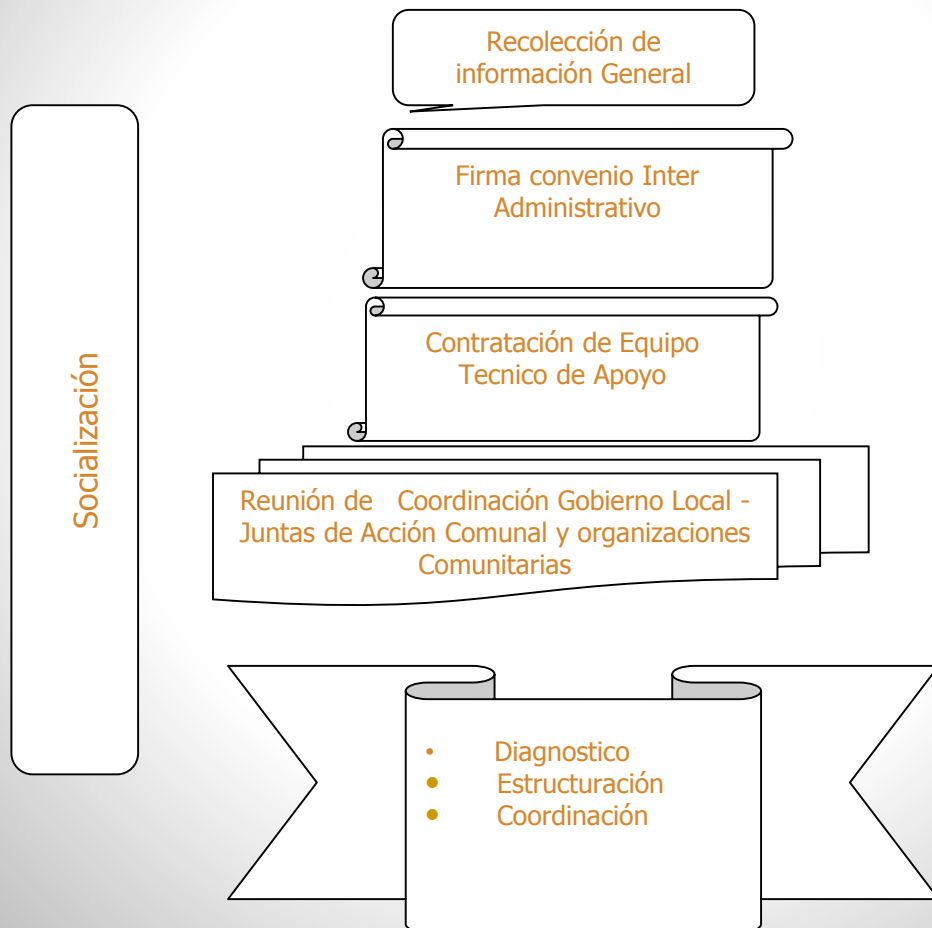 Recolección de
información General
Firma convenio Inter
Administrativo
Contratación de Equipo
Tecnico de Apoyo
Socialización
Reunión de Coordinación Gobierno Local -
Juntas de Acción Comunal y organizaciones
Comunitarias
• Diagnostico
• Estructuración
• Coordinación